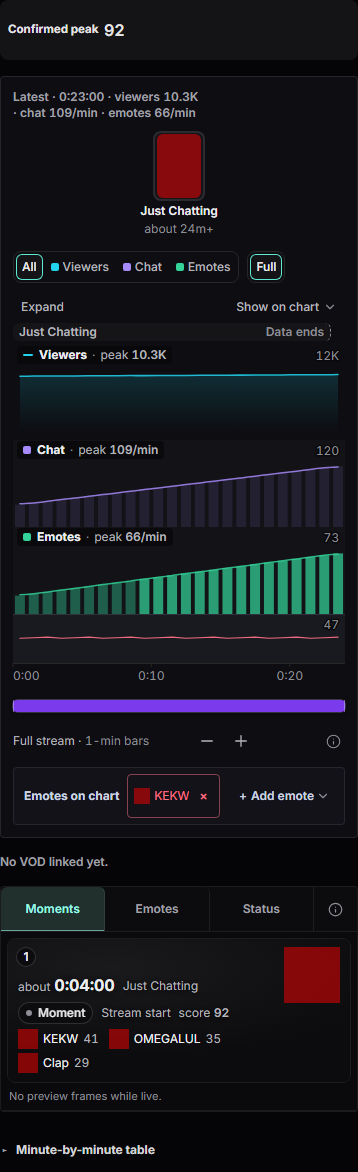 Confirmed peak 92
Latest · 0:23:00 · viewers 10.3K
· chat 109/min · emotes 66/min
Just Chatting
about 24m+
All Viewers Chat Emotes Full
Expand Show on chart
Just Chatting Data ends
Viewers · peak 10.3K 12K
Chat · peak 109/min 120
Emotes · peak 66/min 73
47
0:00 0:10 0:20
Full stream · 1-min bars − +
Emotes on chart KEKW × + Add emote
No VOD linked yet.
Moments Emotes Status
1
about 0:04:00 Just Chatting
Moment Stream start score 92
KEKW 41 OMEGALUL 35
Clap 29
No preview frames while live.
Minute-by-minute table